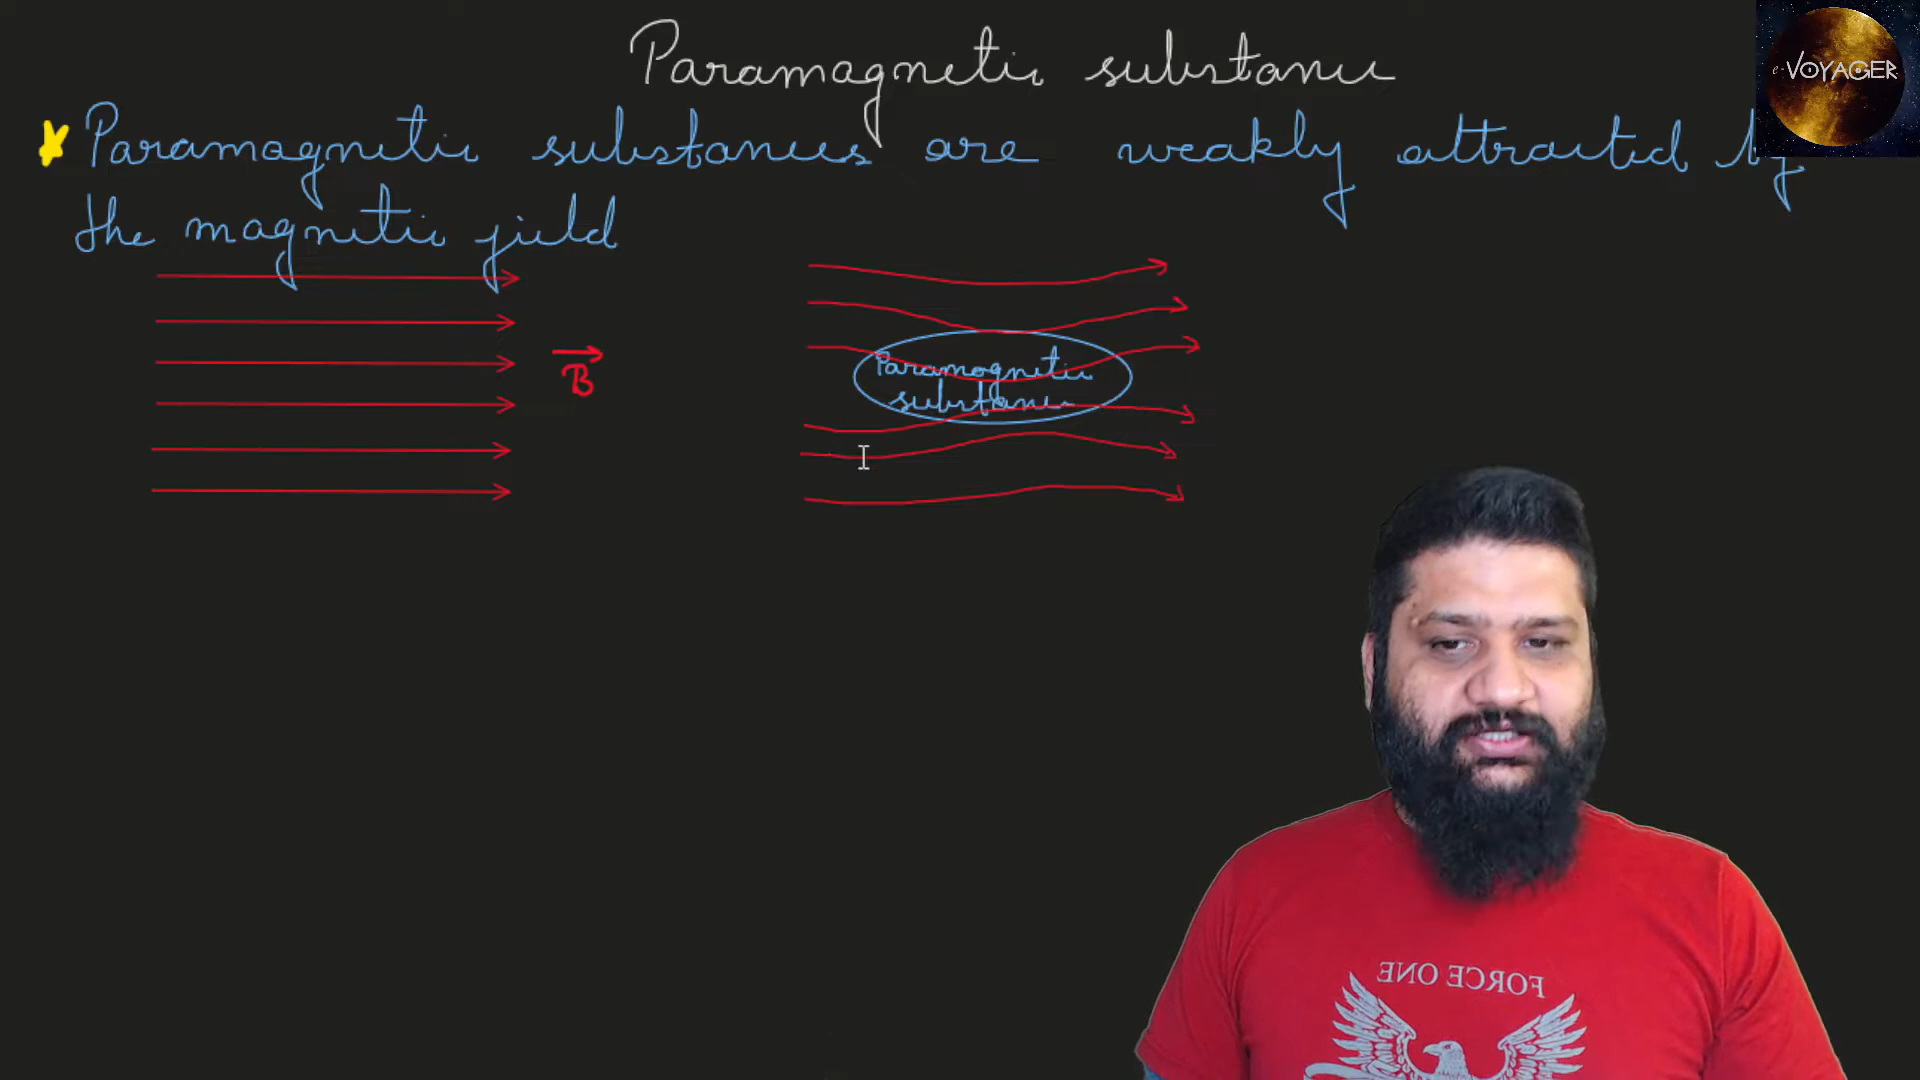 Paramagnetic substance
e-VOYAGER
* Paramagnetic substances are weakly attracted by
the magnetic field
B
Paramagnetic
substance
FORCE ONE